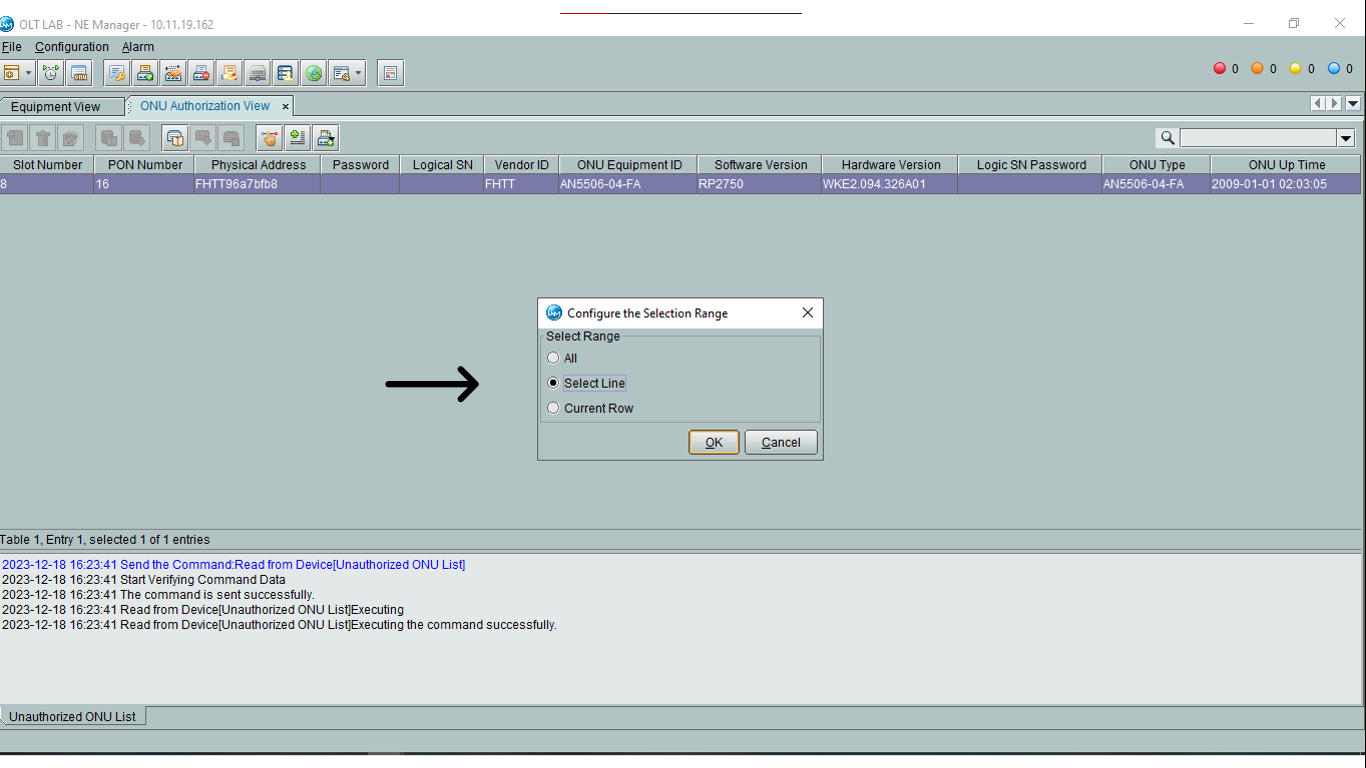 OLT LAB - NE Manager - 10.11.19.162
File Configuration Alarm
0 0 0 0
Equipment View ONU Authorization View
Slot Number PON Number Physical Address Password Logical SN Vendor ID ONU Equipment ID Software Version Hardware Version Logic SN Password ONU Type ONU Up Time
8 16 FHTT96a7bfb8 FHTT AN5506-04-FA RP2750 WKE2.094.326A01 AN5506-04-FA 2009-01-01 02:03:05
Configure the Selection Range
Select Range
All
Select Line
Current Row
OK Cancel
Table 1, Entry 1, selected 1 of 1 entries
2023-12-18 16:23:41 Send the Command:Read from Device[Unauthorized ONU List]
2023-12-18 16:23:41 Start Verifying Command Data
2023-12-18 16:23:41 The command is sent successfully.
2023-12-18 16:23:41 Read from Device[Unauthorized ONU List]Executing
2023-12-18 16:23:41 Read from Device[Unauthorized ONU List]Executing the command successfully.
Unauthorized ONU List